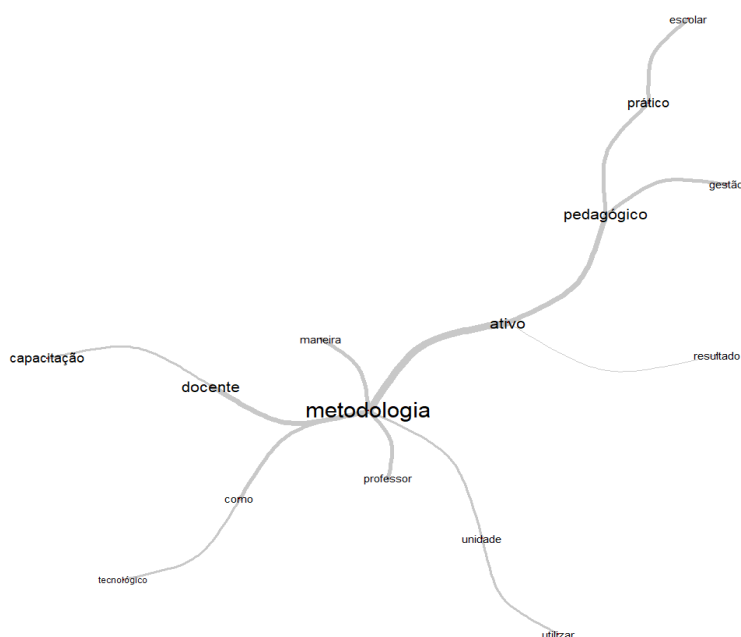 escolar
prático
gestão
pedagógico
ativo
maneira
resultado
capacitação
docente
metodologia
professor
como
unidade
tecnológico
utilizar